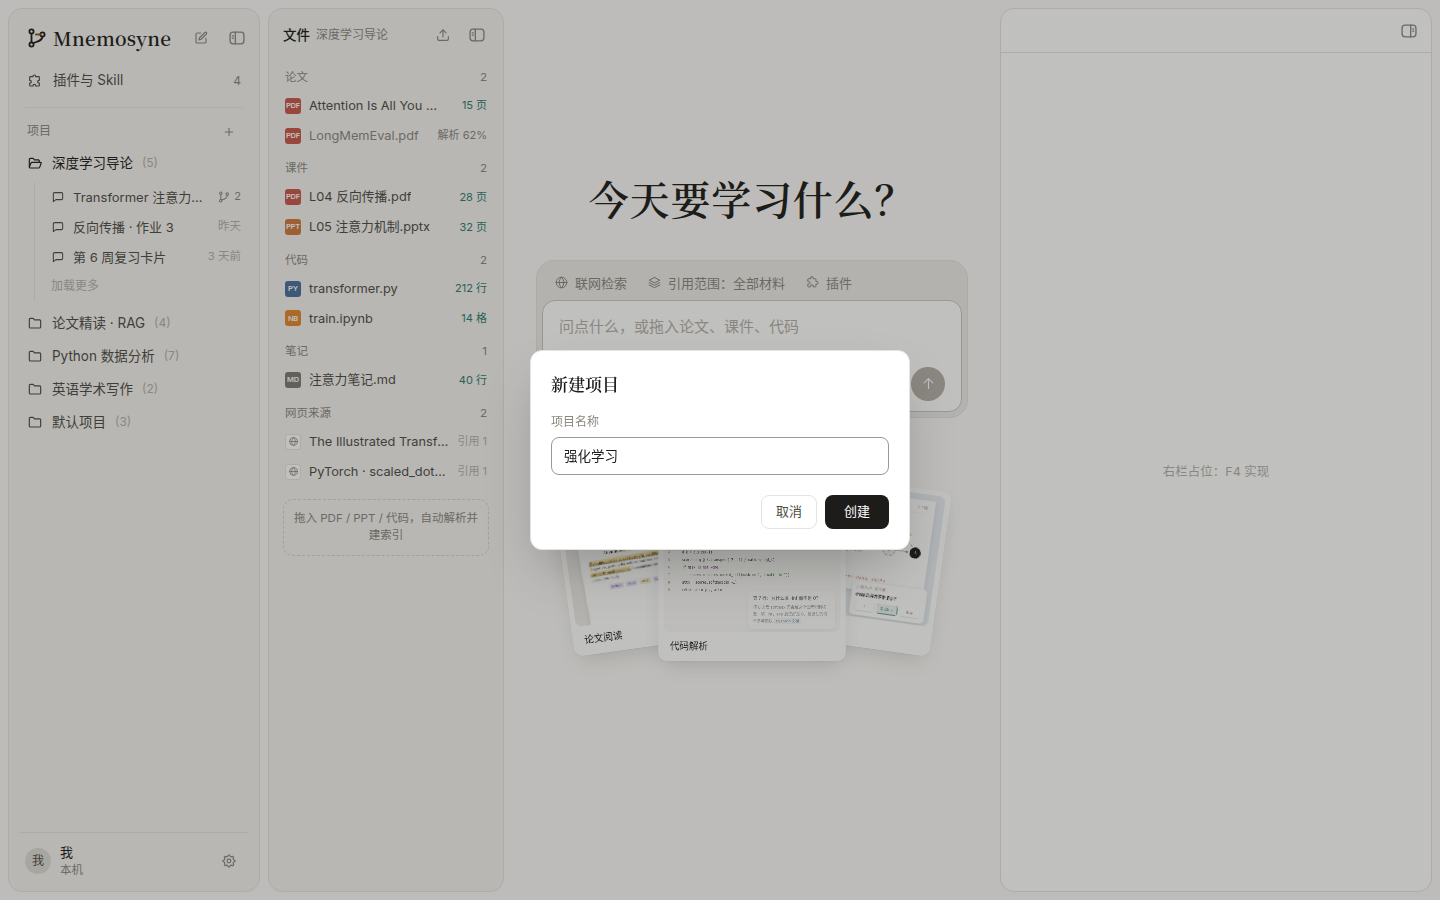 Mnemosyne
插件与 Skill 4
项目
深度学习导论 (5)
Transformer 注意力... 2
反向传播 · 作业 3 昨天
第 6 周复习卡片 3 天前
加载更多
论文精读 · RAG (4)
Python 数据分析 (7)
英语学术写作 (2)
默认项目 (3)
我 我
本机
文件 深度学习导论
论文 2
PDF Attention Is All You ... 15 页
PDF LongMemEval.pdf 解析 62%
课件 2
PDF L04 反向传播.pdf 28 页
PPT L05 注意力机制.pptx 32 页
代码 2
PY transformer.py 212 行
NB train.ipynb 14 格
笔记 1
MD 注意力笔记.md 40 行
网页来源 2
The Illustrated Transf... 引用 1
PyTorch · scaled_dot... 引用 1
拖入 PDF / PPT / 代码，自动解析并
建索引
今天要学习什么？
联网检索 引用范围：全部材料 插件
问点什么，或拖入论文、课件、代码
新建项目
项目名称
强化学习
取消 创建
论文阅读
代码解析
右栏占位：F4 实现